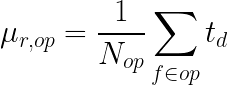 μ_{r,op} = \frac{1}{N_{op}} \sum_{f \in op} t_d